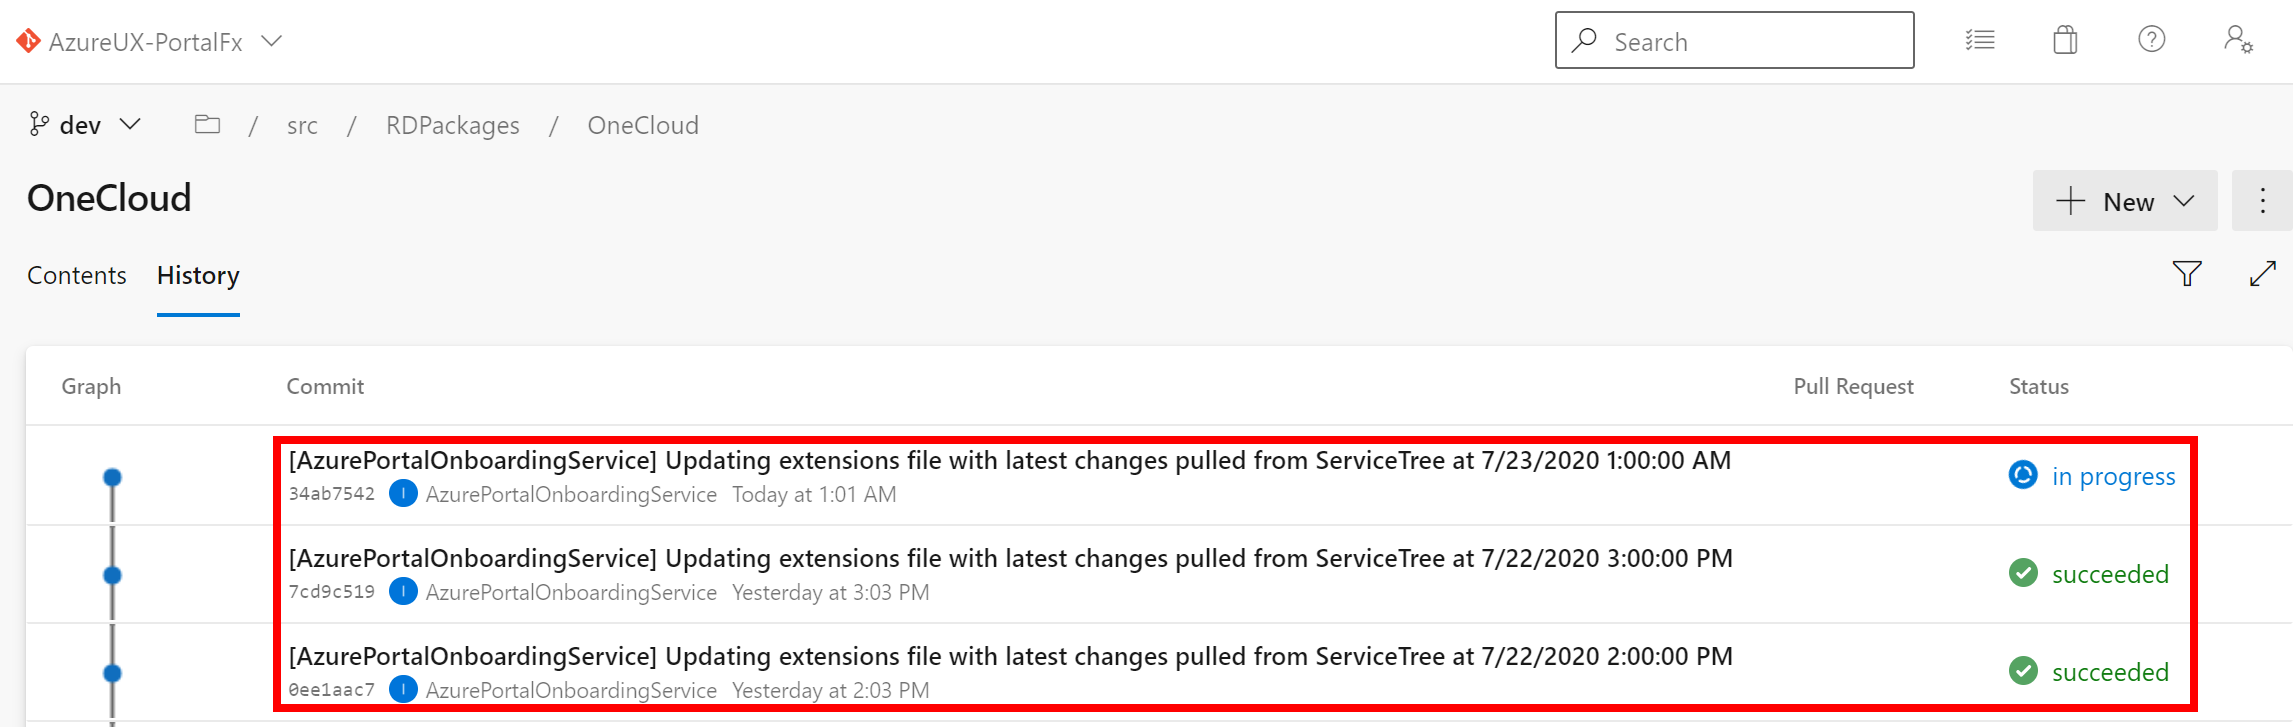 AzureUX-PortalFx
Search
dev / src / RDPackages / OneCloud
OneCloud
New
Contents History
Graph Commit Pull Request Status
[AzurePortalOnboardingService] Updating extensions file with latest changes pulled from ServiceTree at 7/23/2020 1:00:00 AM
34ab7542 I AzurePortalOnboardingService Today at 1:01 AM
in progress
[AzurePortalOnboardingService] Updating extensions file with latest changes pulled from ServiceTree at 7/22/2020 3:00:00 PM
7cd9c519 I AzurePortalOnboardingService Yesterday at 3:03 PM
succeeded
[AzurePortalOnboardingService] Updating extensions file with latest changes pulled from ServiceTree at 7/22/2020 2:00:00 PM
0ee1aac7 I AzurePortalOnboardingService Yesterday at 2:03 PM
succeeded